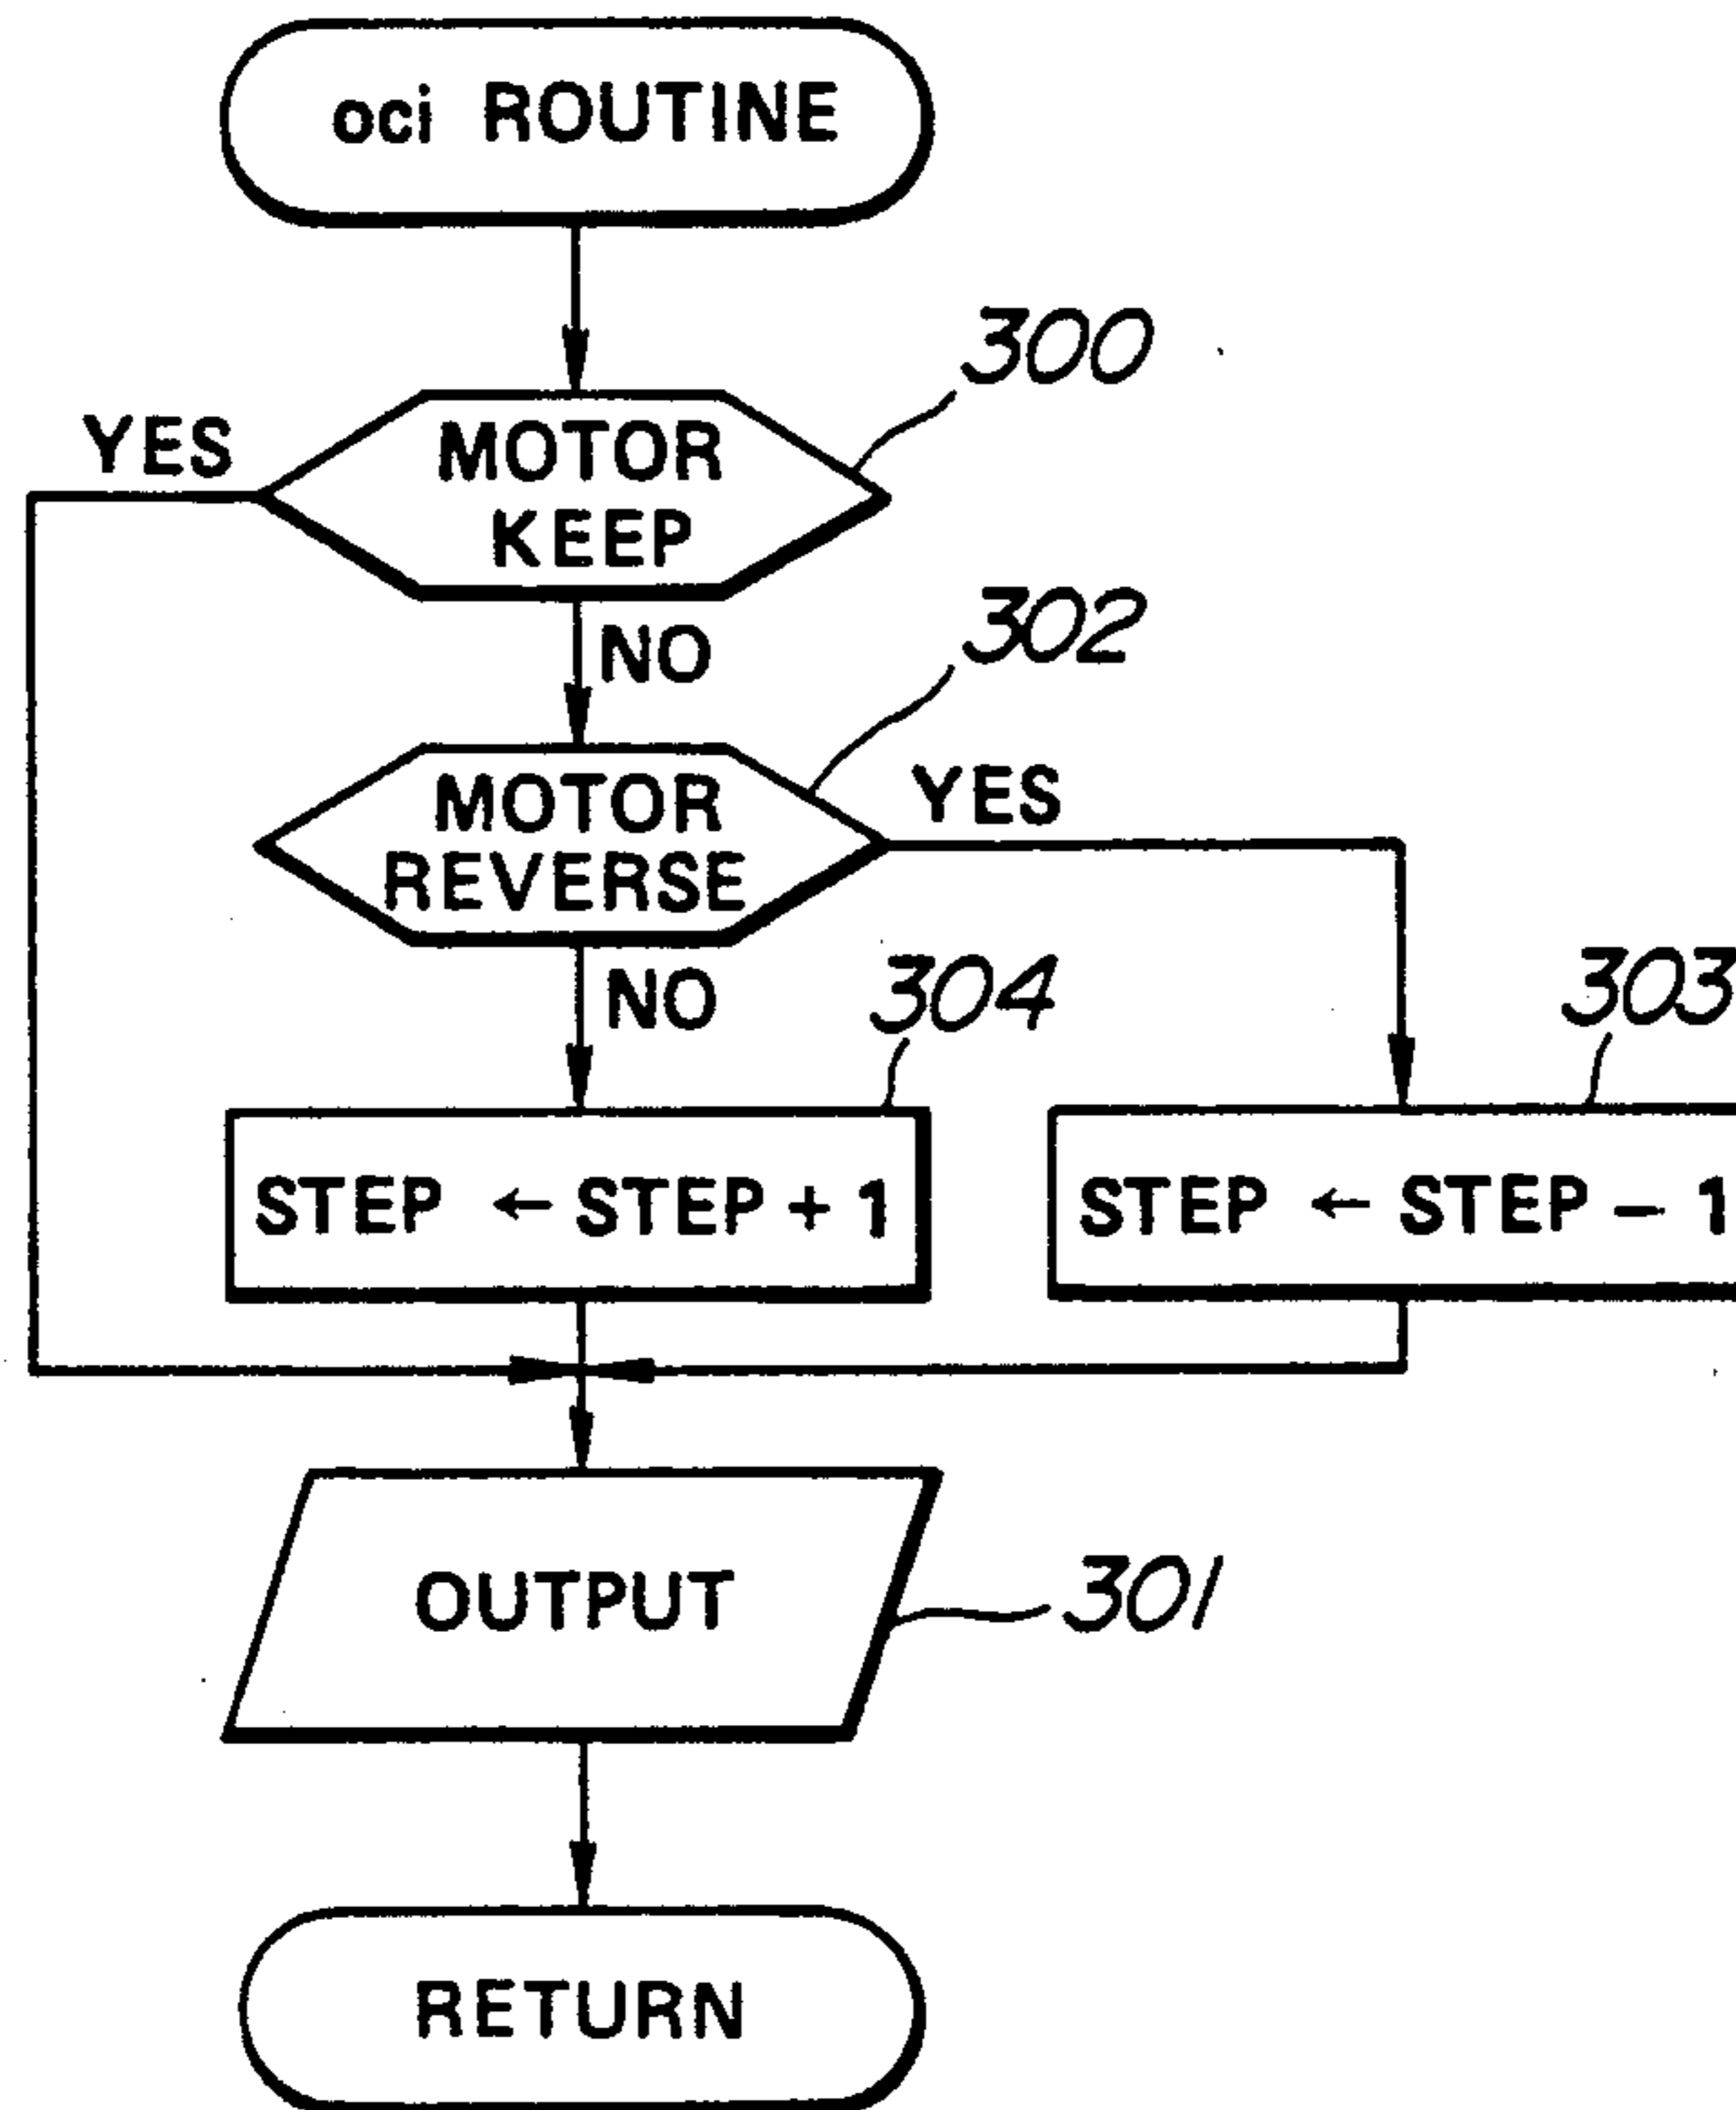 oci ROUTINE
300
YES
MOTOR
KEEP
NO
302
MOTOR
REVERSE
YES
NO
304
303
STEP ← STEP + 1
STEP ← STEP - 1
OUTPUT
301
RETURN